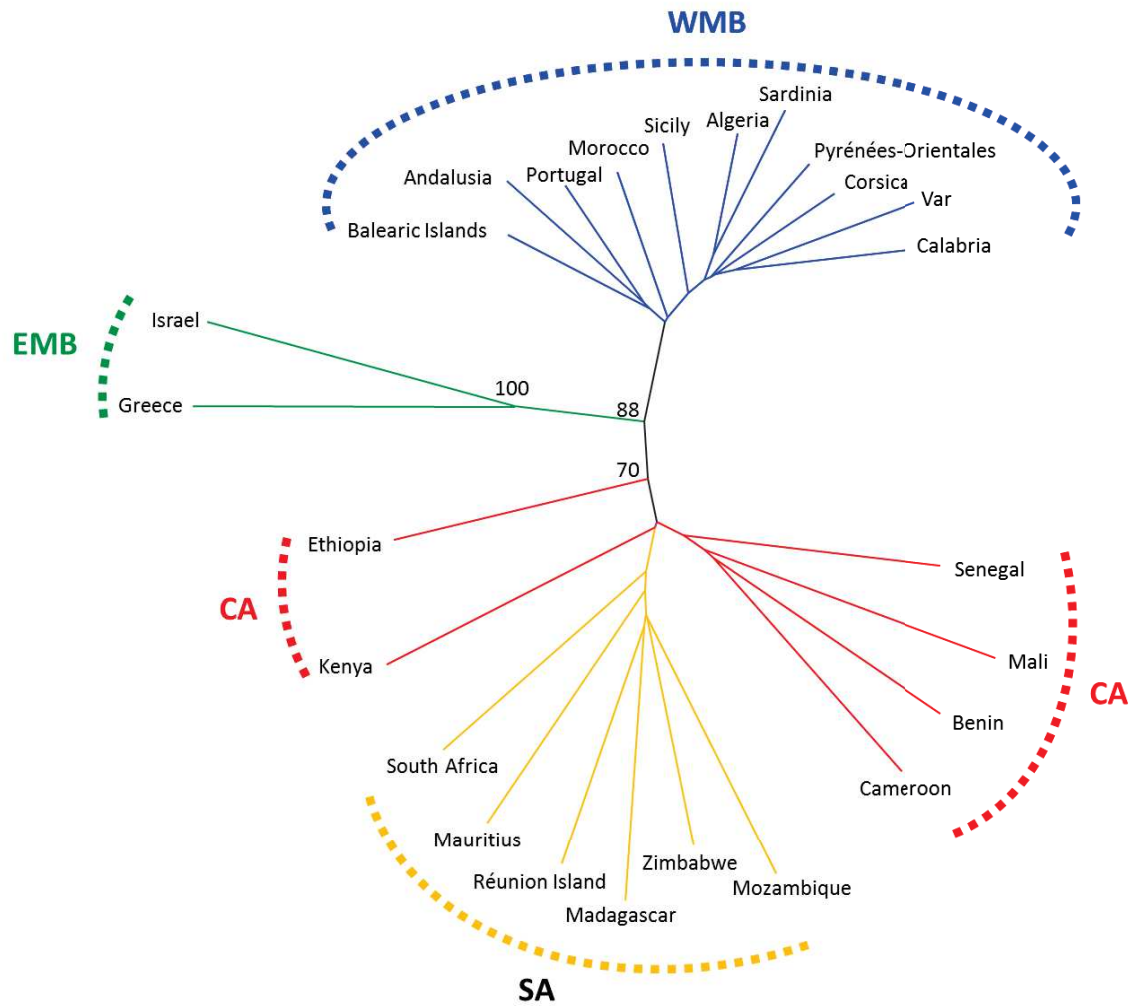 WMB
Sardinia
Algeria
Sicily
Morocco
Pyrénées-Orientales
Portugal
Andalusia
Corsica
Var
Balearic Islands
Calabria
Israel
EMB
100
Greece
88
70
Ethiopia
Senegal
CA
Kenya
Mali
CA
Benin
South Africa
Cameroon
Mauritius
Zimbabwe
Réunion Island
Mozambique
Madagascar
SA